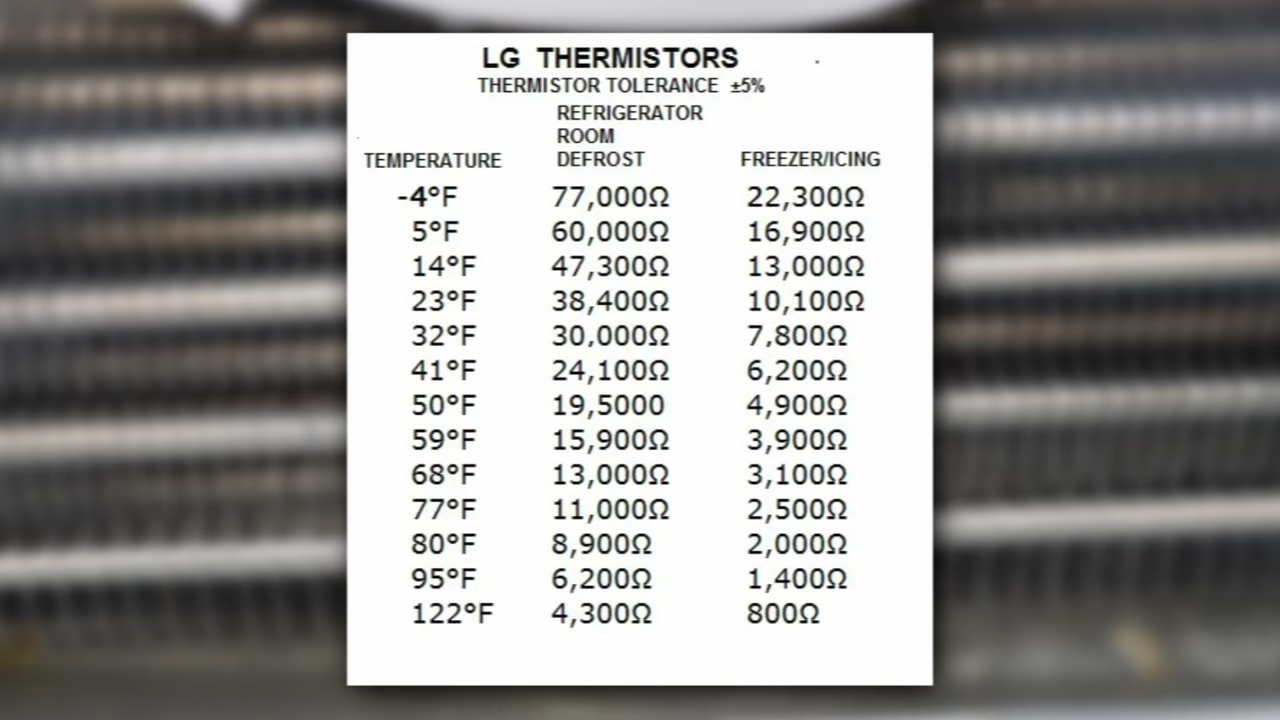 LG THERMISTORS
THERMISTOR TOLERANCE ±5%
REFRIGERATOR
ROOM
TEMPERATURE DEFROST FREEZER/ICING
-4°F 77,000Ω 22,300Ω
5°F 60,000Ω 16,900Ω
14°F 47,300Ω 13,000Ω
23°F 38,400Ω 10,100Ω
32°F 30,000Ω 7,800Ω
41°F 24,100Ω 6,200Ω
50°F 19,5000 4,900Ω
59°F 15,900Ω 3,900Ω
68°F 13,000Ω 3,100Ω
77°F 11,000Ω 2,500Ω
80°F 8,900Ω 2,000Ω
95°F 6,200Ω 1,400Ω
122°F 4,300Ω 800Ω